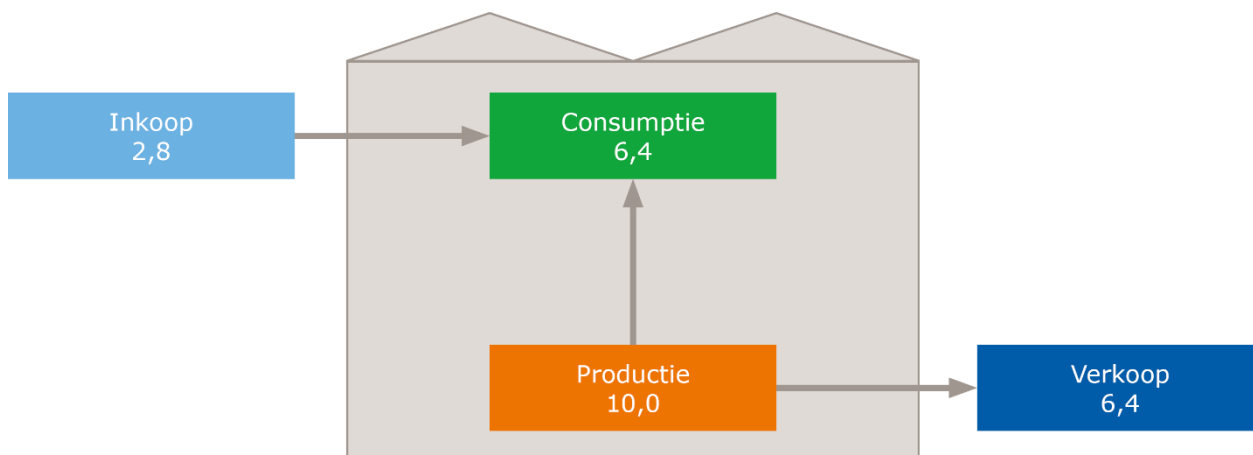 Inkoop
2,8
Consumptie
6,4
Productie
10,0
Verkoop
6,4